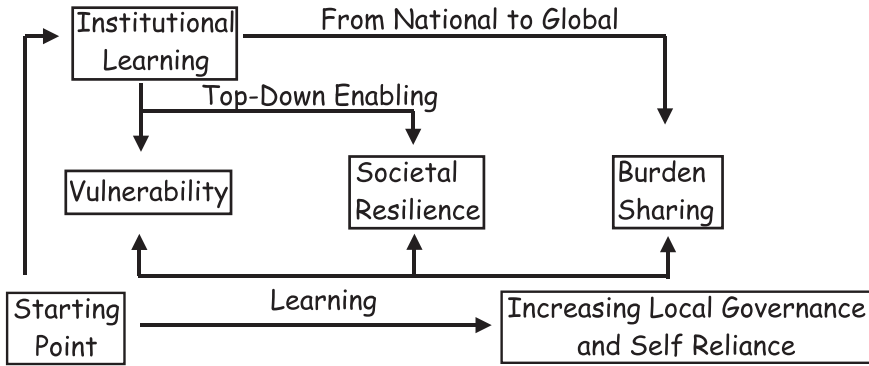 Institutional
Learning
From National to Global
Top-Down Enabling
Vulnerability
Societal
Resilience
Burden
Sharing
Starting
Point
Learning
Increasing Local Governance
and Self Reliance